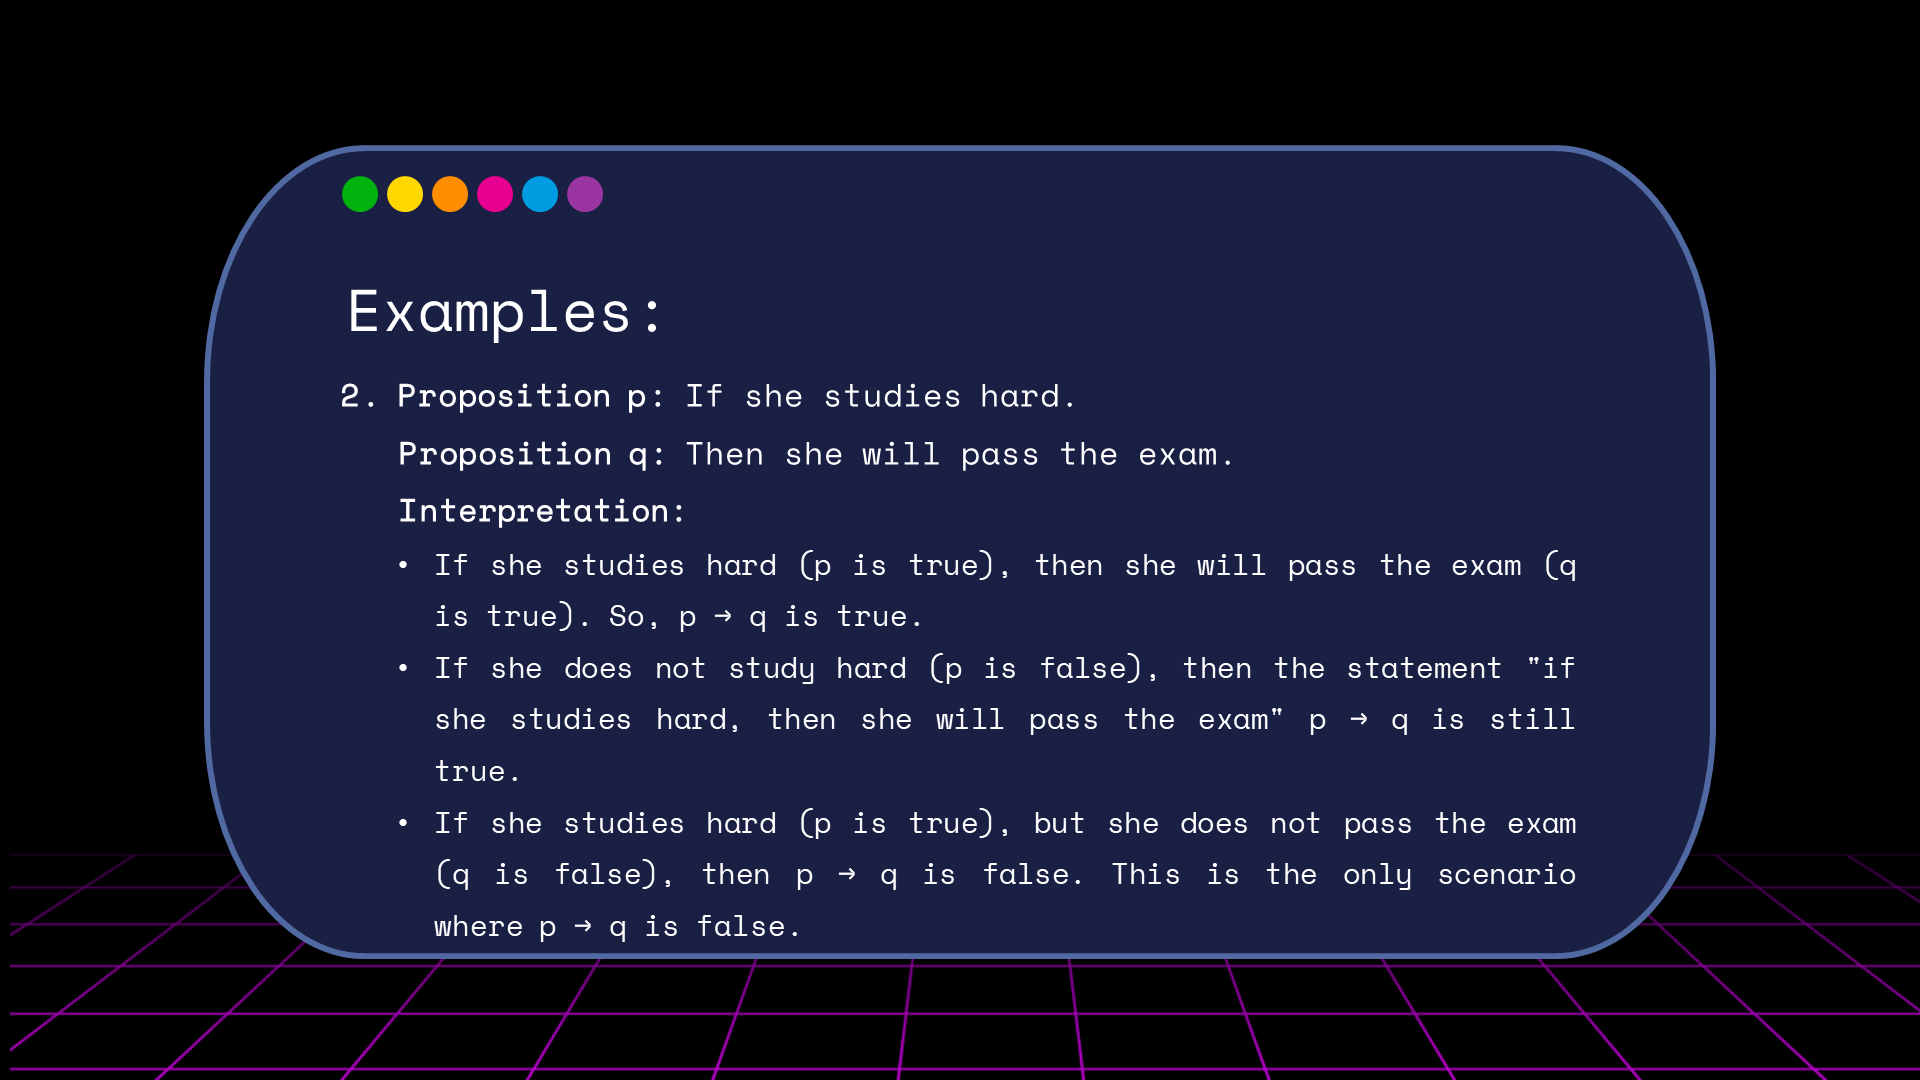 Examples:
2. Proposition p: If she studies hard.
Proposition q: Then she will pass the exam.
Interpretation:
• If she studies hard (p is true), then she will pass the exam (q
is true). So, p → q is true.
• If she does not study hard (p is false), then the statement "if
she studies hard, then she will pass the exam" p → q is still
true.
• If she studies hard (p is true), but she does not pass the exam
(q is false), then p → q is false. This is the only scenario
where p → q is false.